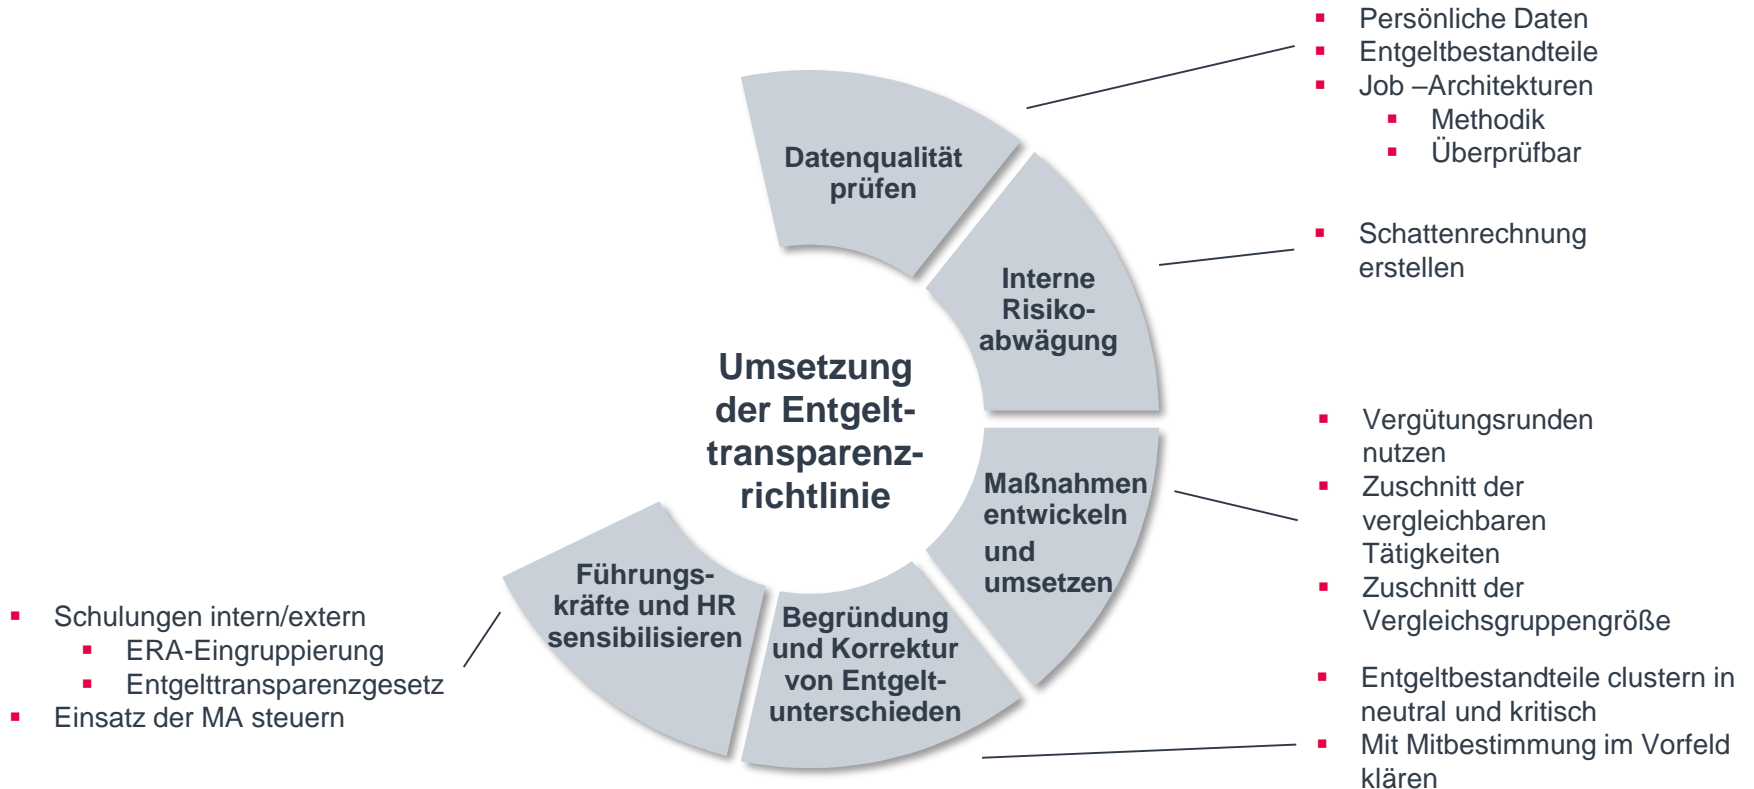 Umsetzung
der Entgelt-
transparenz-
richtlinie
Datenqualität
prüfen
Persönliche Daten
Entgeltbestandteile
Job –Architekturen
Methodik
Überprüfbar
Interne
Risiko-
abwägung
Schattenrechnung
erstellen
Maßnahmen
entwickeln
und
umsetzen
Vergütungsrunden
nutzen
Zuschnitt der
vergleichbaren
Tätigkeiten
Zuschnitt der
Vergleichsgruppengröße
Begründung
und Korrektur
von Entgelt-
unterschieden
Entgeltbestandteile clustern in
neutral und kritisch
Mit Mitbestimmung im Vorfeld
klären
Führungs-
kräfte und HR
sensibilisieren
Schulungen intern/extern
ERA-Eingruppierung
Entgelttransparenzgesetz
Einsatz der MA steuern